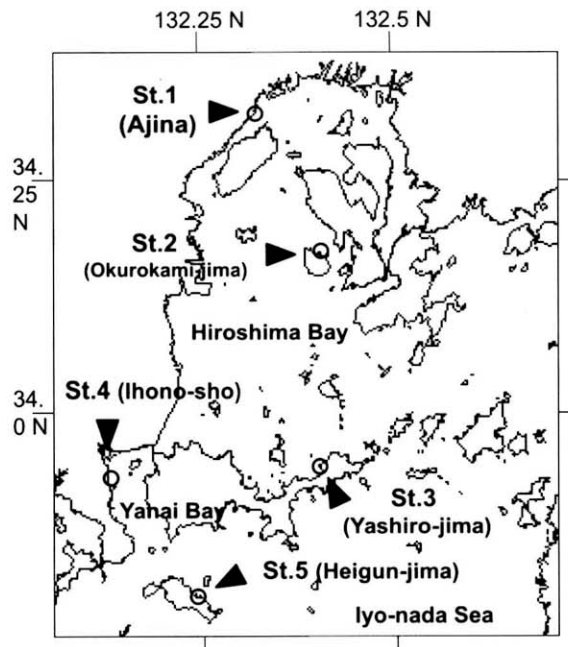 132.25 N
132.5 N
St.1
(Ajina)
34.
25
N
St.2
(Okurokami-jima)
Hiroshima Bay
St.4 (Ihono-sho)
34.
0 N
Yanai Bay
St.3
(Yashiro-jima)
St.5 (Heigun-jima)
Iyo-nada Sea